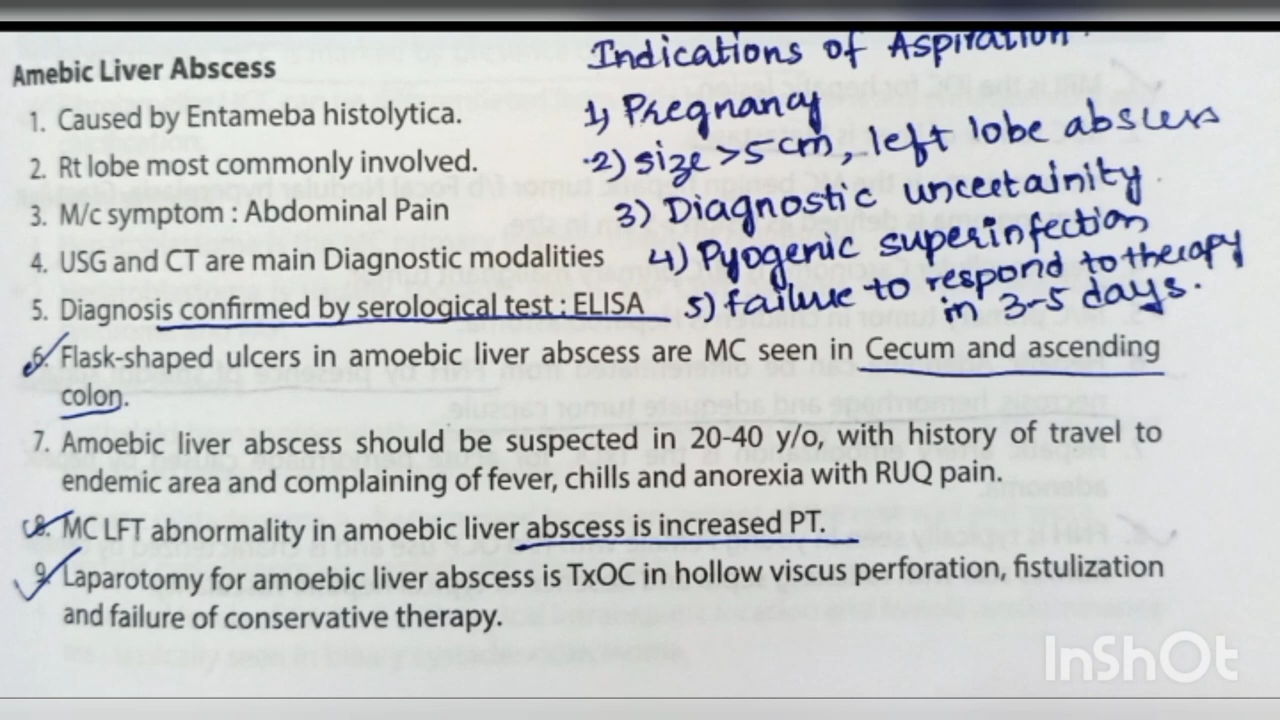 Amebic Liver Abscess
1. Caused by Entameba histolytica.
2. Rt lobe most commonly involved.
3. M/c symptom : Abdominal Pain
4. USG and CT are main Diagnostic modalities
5. Diagnosis confirmed by serological test : ELISA
6. Flask-shaped ulcers in amoebic liver abscess are MC seen in Cecum and ascending
colon.
7. Amoebic liver abscess should be suspected in 20-40 y/o, with history of travel to
endemic area and complaining of fever, chills and anorexia with RUQ pain.
8. MC LFT abnormality in amoebic liver abscess is increased PT.
9. Laparotomy for amoebic liver abscess is TxOC in hollow viscus perforation, fistulization
and failure of conservative therapy.
Indications of Aspiration
1) Pregnancy
2) size >5cm, left lobe abscess
3) Diagnostic uncertainity
4) Pyogenic superinfection
5) failure to respond to therapy
in 3-5 days.
InShOt